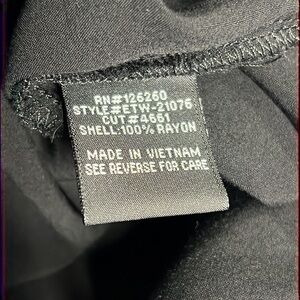 RN#126260
STYLE#ETW-21076
CUT#4661
SHELL:100% RAYON
MADE IN VIETNAM
SEE REVERSE FOR CARE